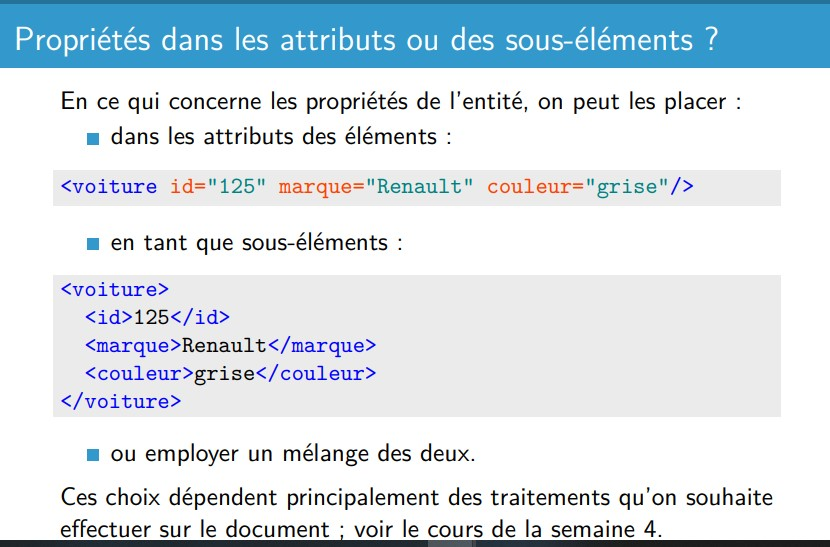 Propriétés dans les attributs ou des sous-éléments ?
En ce qui concerne les propriétés de l'entité, on peut les placer :
dans les attributs des éléments :
<voiture id="125" marque="Renault" couleur="grise"/>
en tant que sous-éléments :
<voiture>
<id>125</id>
<marque>Renault</marque>
<couleur>grise</couleur>
</voiture>
ou employer un mélange des deux.
Ces choix dépendent principalement des traitements qu'on souhaite
effectuer sur le document ; voir le cours de la semaine 4.